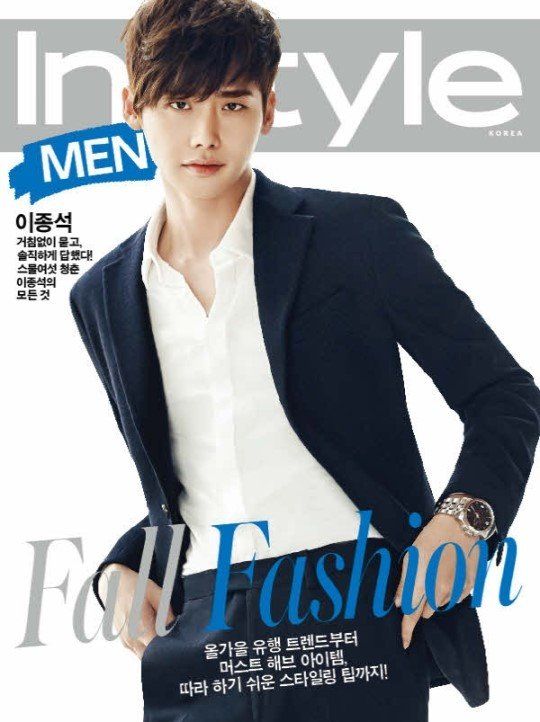 InStyle
KOREA
MEN
이종석
거침없이 묻고,
솔직하게 답했다!
스물여섯 청춘
이종석의
모든 것
Fall Fashion
올가을 유행 트렌드부터
머스트 해브 아이템,
따라 하기 쉬운 스타일링 팁까지!